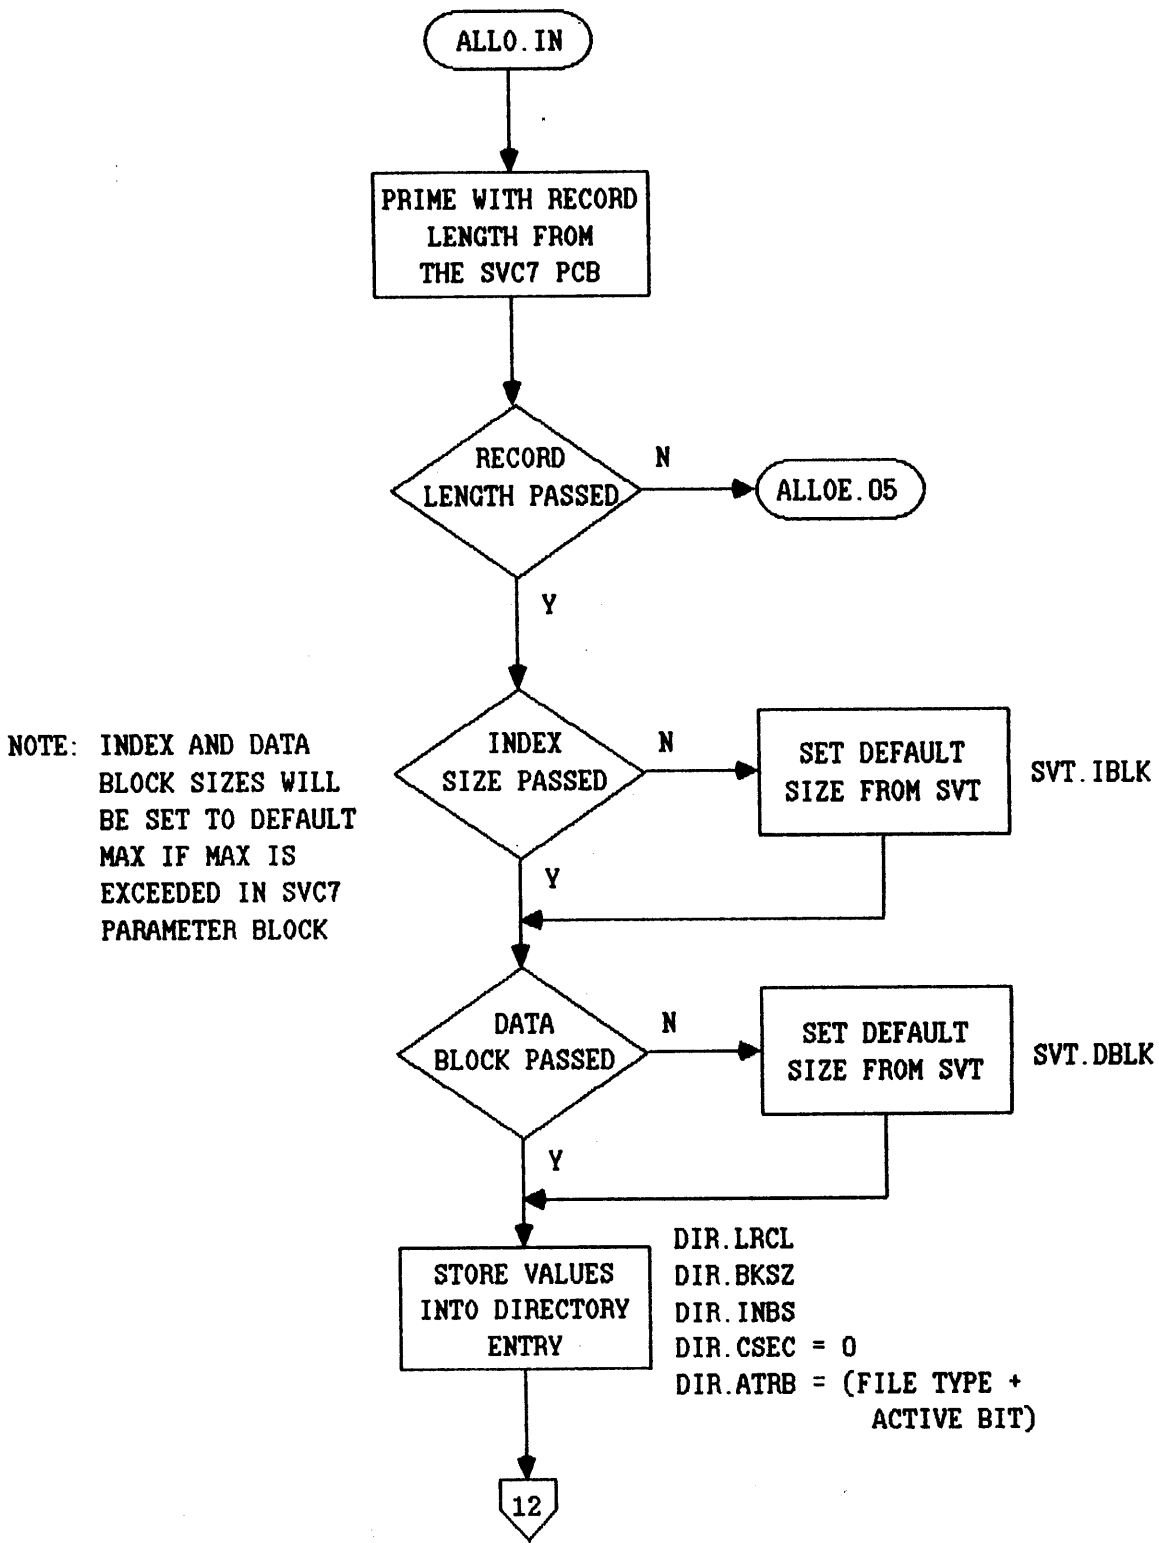 ALLO.IN
PRIME WITH RECORD
LENGTH FROM
THE SVC7 PCB
RECORD
LENGTH PASSED
N
ALLOE.05
Y
NOTE: INDEX AND DATA
BLOCK SIZES WILL
BE SET TO DEFAULT
MAX IF MAX IS
EXCEEDED IN SVC7
PARAMETER BLOCK
INDEX
SIZE PASSED
N
SET DEFAULT
SIZE FROM SVT
SVT.IBLK
Y
DATA
BLOCK PASSED
N
SET DEFAULT
SIZE FROM SVT
SVT.DBLK
Y
STORE VALUES
INTO DIRECTORY
ENTRY
DIR.LRCL
DIR.BKSZ
DIR.INBS
DIR.CSEC = 0
DIR.ATRB = (FILE TYPE +
ACTIVE BIT)
12